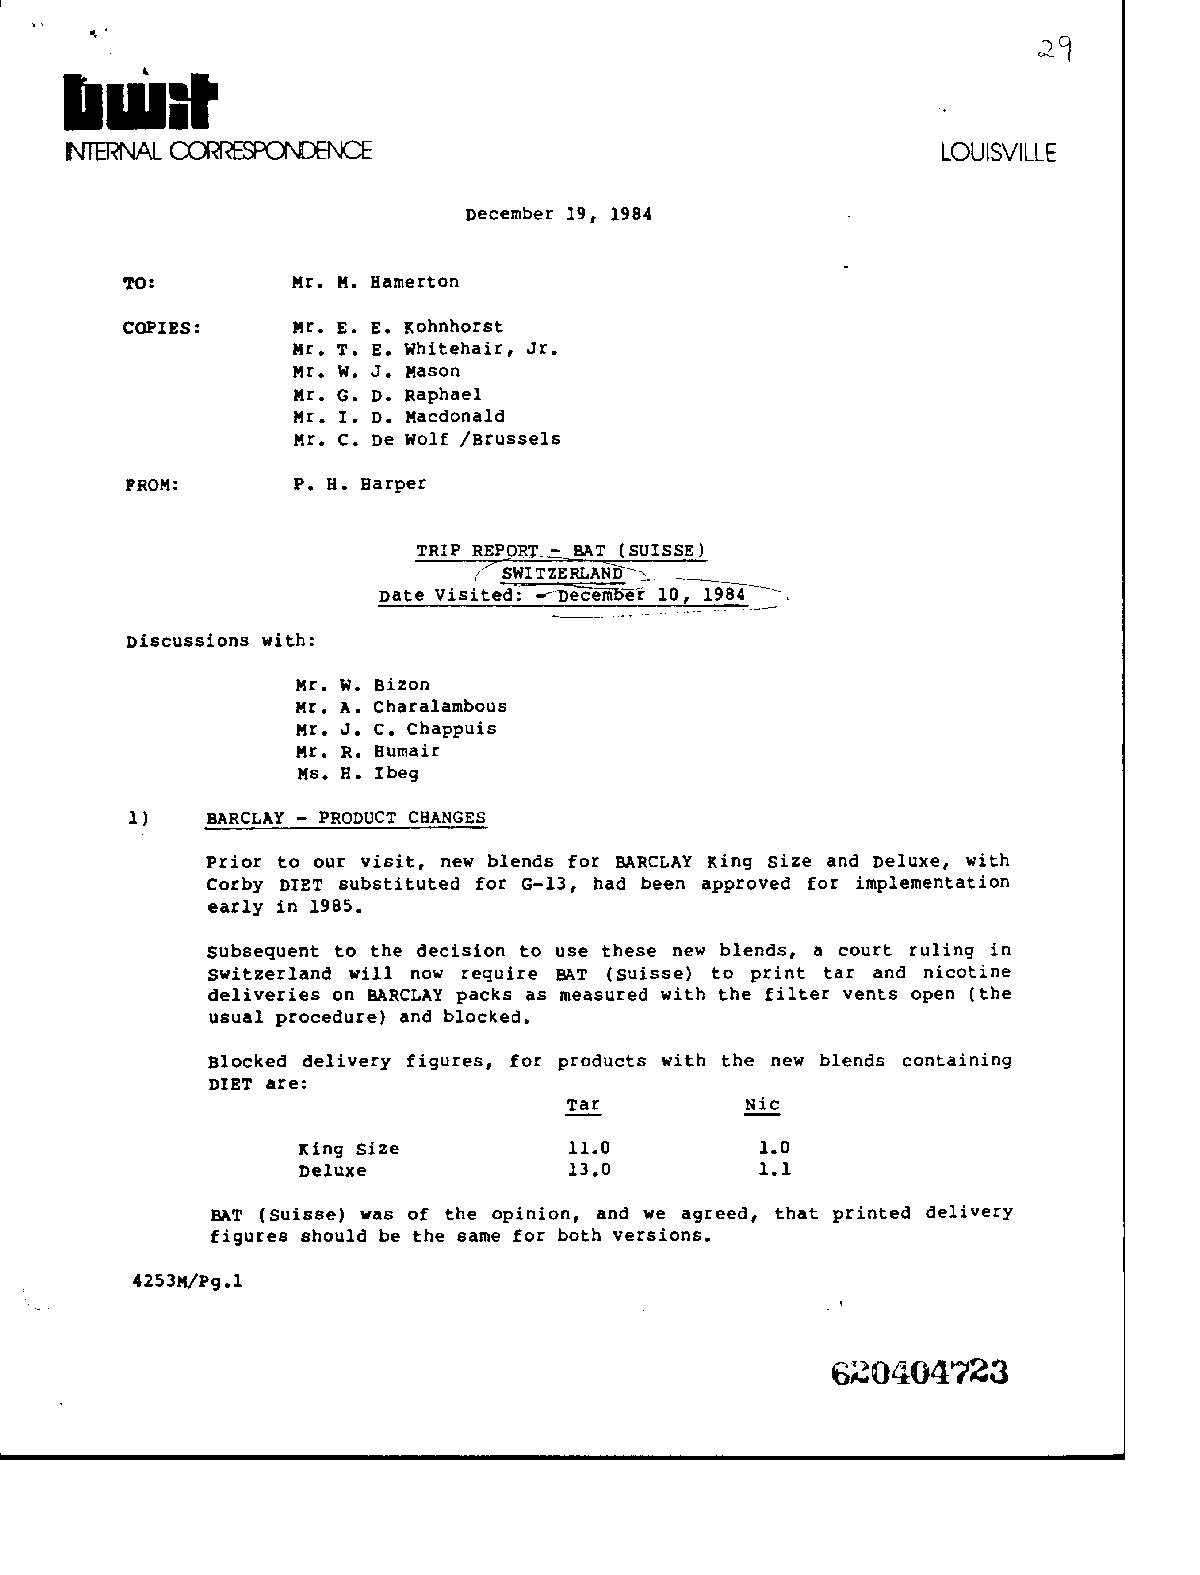 29
bwit
INTERNAL CORRESPONDENCE LOUISVILLE
December 19, 1984
TO: Mr. M. Hamerton
COPIES: Mr. E. E. Kohnhorst
Mr. T. E. Whitehair, Jr.
Mr. W. J. Mason
Mr. G. D. Raphael
Mr. I. D. Macdonald
Mr. C. De Wolf /Brussels
FROM: P. H. Harper
TRIP REPORT - BAT (SUISSE)
SWITZERLAND
Date Visited: - December 10, 1984
Discussions with:
Mr. W. Bizon
Mr. A. Charalambous
Mr. J. C. Chappuis
Mr. R. Humair
Ms. H. Ibeg
1) BARCLAY - PRODUCT CHANGES
Prior to our visit, new blends for BARCLAY King Size and Deluxe, with
Corby DIET substituted for G-13, had been approved for implementation
early in 1985.
Subsequent to the decision to use these new blends, a court ruling in
Switzerland will now require BAT (Suisse) to print tar and nicotine
deliveries on BARCLAY packs as measured with the filter vents open (the
usual procedure) and blocked.
Blocked delivery figures, for products with the new blends containing
DIET are:
Tar Nic
King Size 11.0 1.0
Deluxe 13.0 1.1
BAT (Suisse) was of the opinion, and we agreed, that printed delivery
figures should be the same for both versions.
4253M/Pg.1
620404723